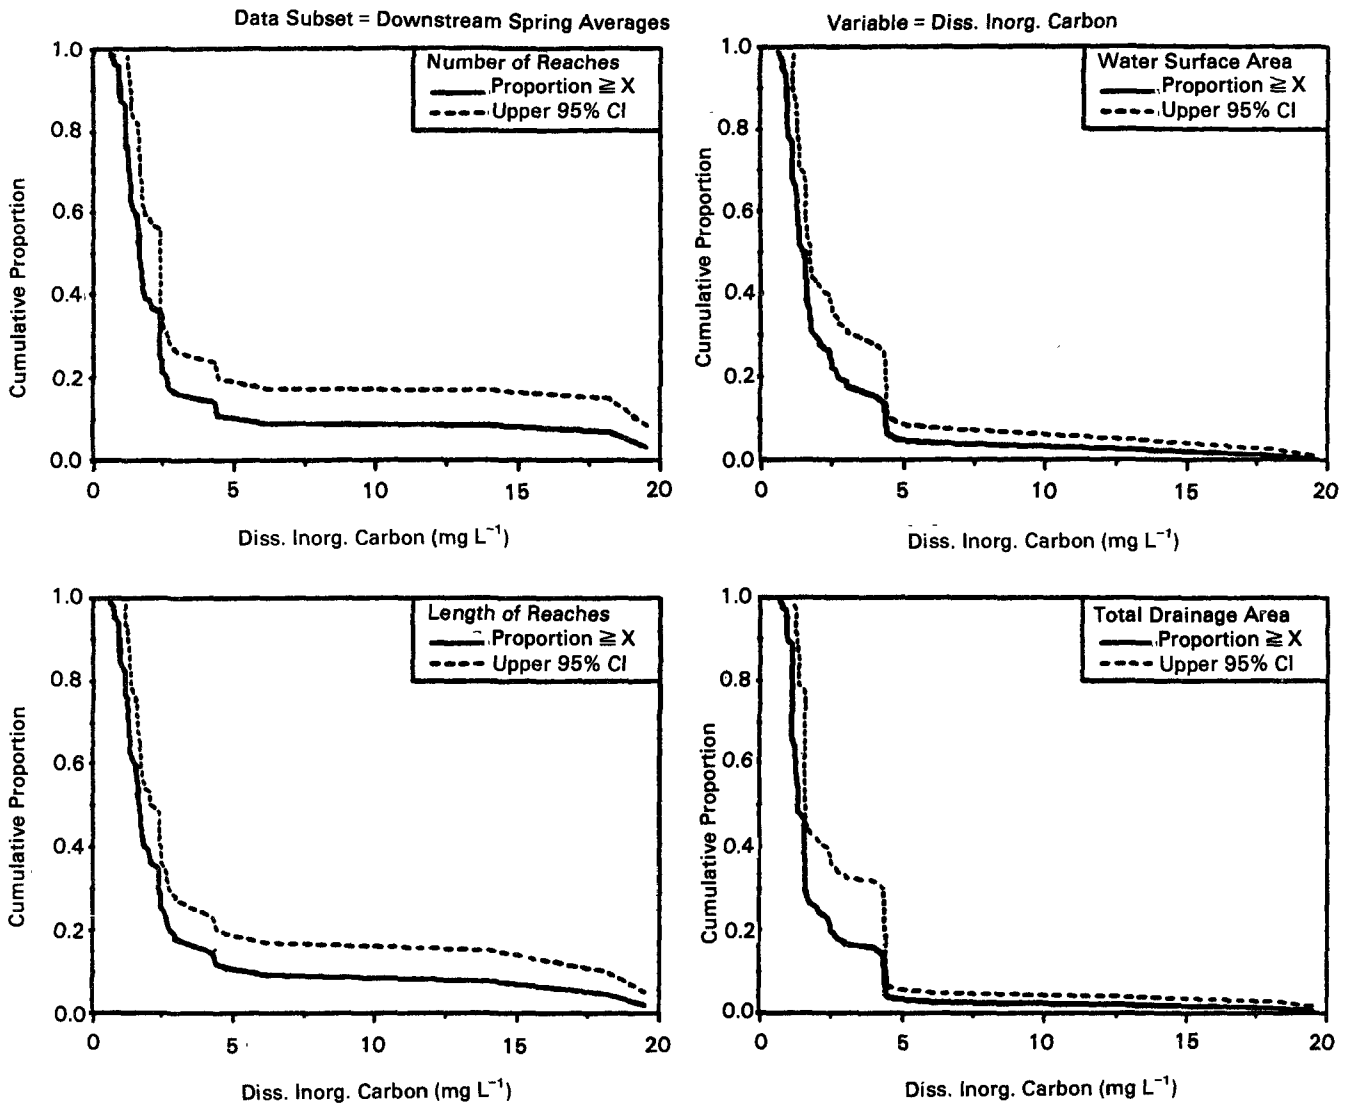 Data Subset = Downstream Spring Averages
Variable = Diss. Inorg. Carbon
Number of Reaches
Proportion ≧ X
Upper 95% CI
Cumulative Proportion
1.0
0.8
0.6
0.4
0.2
0.0
0 5 10 15 20
Diss. Inorg. Carbon (mg L⁻¹)
Water Surface Area
Proportion ≧ X
Upper 95% CI
Cumulative Proportion
1.0
0.8
0.6
0.4
0.2
0.0
0 5 10 15 20
Diss. Inorg. Carbon (mg L⁻¹)
Length of Reaches
Proportion ≧ X
Upper 95% CI
Cumulative Proportion
1.0
0.8
0.6
0.4
0.2
0.0
0 5 10 15 20
Diss. Inorg. Carbon (mg L⁻¹)
Total Drainage Area
Proportion ≧ X
Upper 95% CI
Cumulative Proportion
1.0
0.8
0.6
0.4
0.2
0.0
0 5 10 15 20
Diss. Inorg. Carbon (mg L⁻¹)